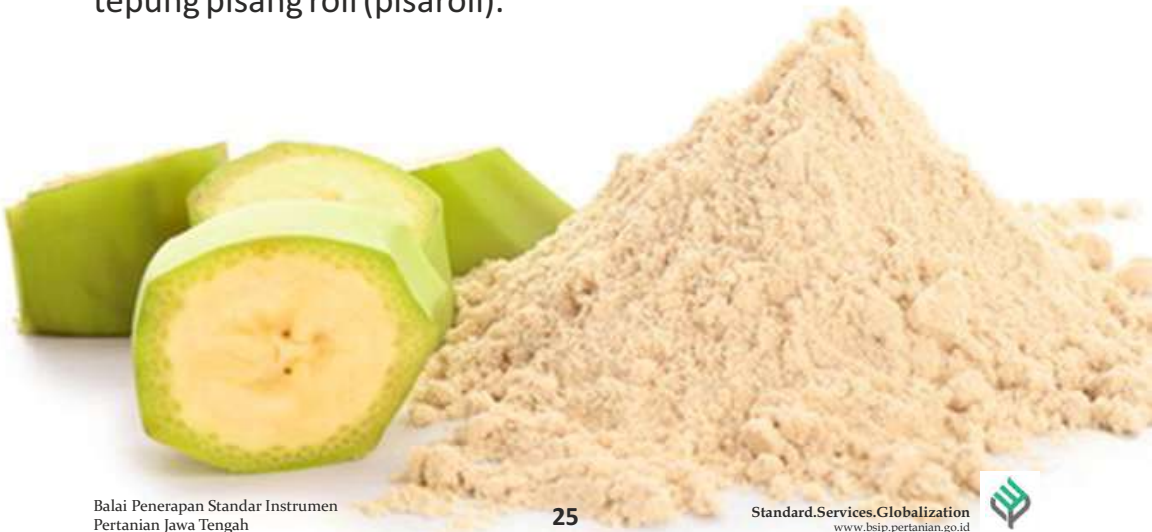 tepung pisang roli (pisaroli).
Balai Penerapan Standar Instrumen
Pertanian Jawa Tengah
25
Standard.Services.Globalization
www.bsip.pertanian.go.id